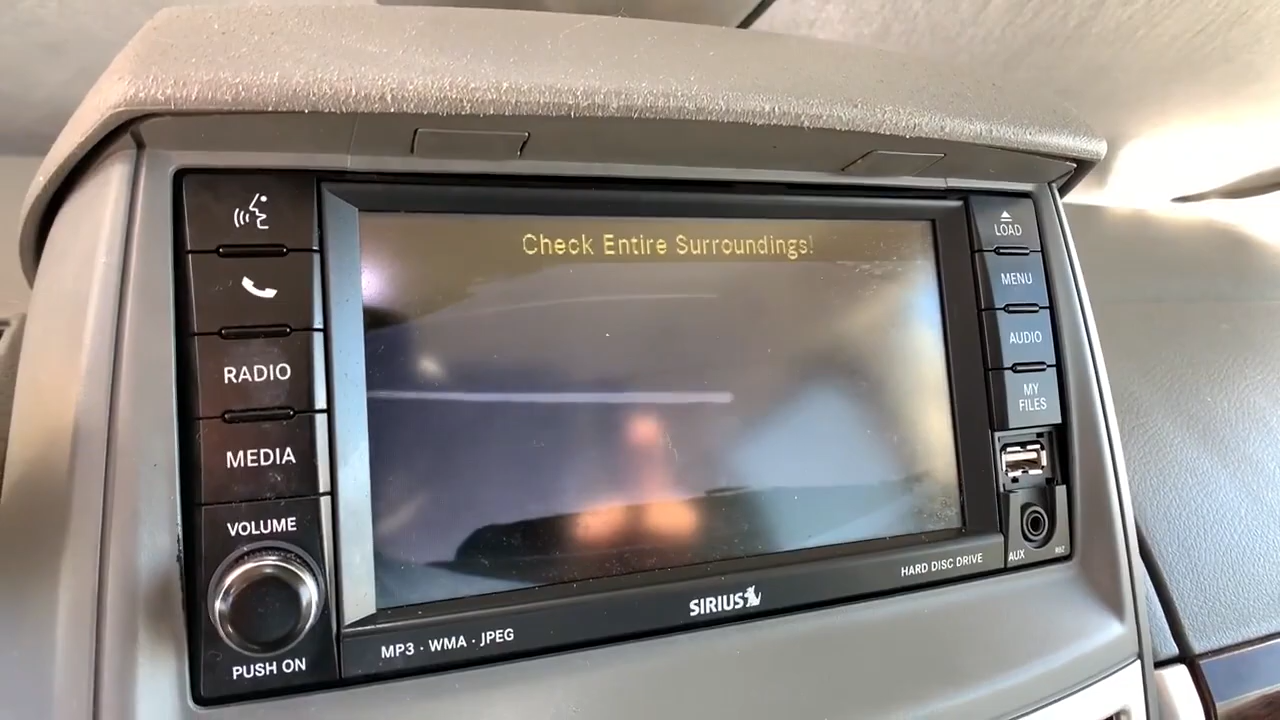 Check Entire Surroundings!
RADIO
MEDIA
VOLUME
PUSH ON
LOAD
MENU
AUDIO
MY
FILES
AUX
RBZ
HARD DISC DRIVE
SIRIUS
MP3 · WMA · JPEG